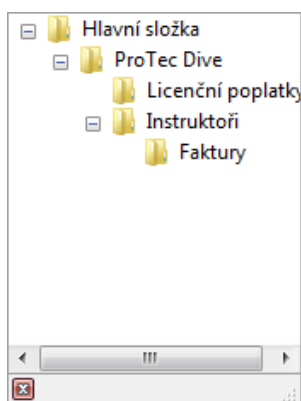 Hlavní složka
ProTec Dive
Licenční poplatky
Instruktoři
Faktury